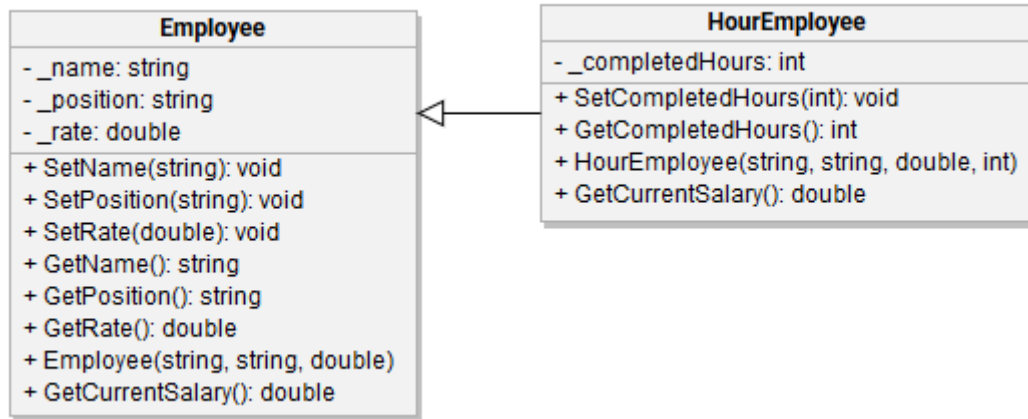 Employee
- _name: string
- _position: string
- _rate: double
+ SetName(string): void
+ SetPosition(string): void
+ SetRate(double): void
+ GetName(): string
+ GetPosition(): string
+ GetRate(): double
+ Employee(string, string, double)
+ GetCurrentSalary(): double
HourEmployee
- _completedHours: int
+ SetCompletedHours(int): void
+ GetCompletedHours(): int
+ HourEmployee(string, string, double, int)
+ GetCurrentSalary(): double